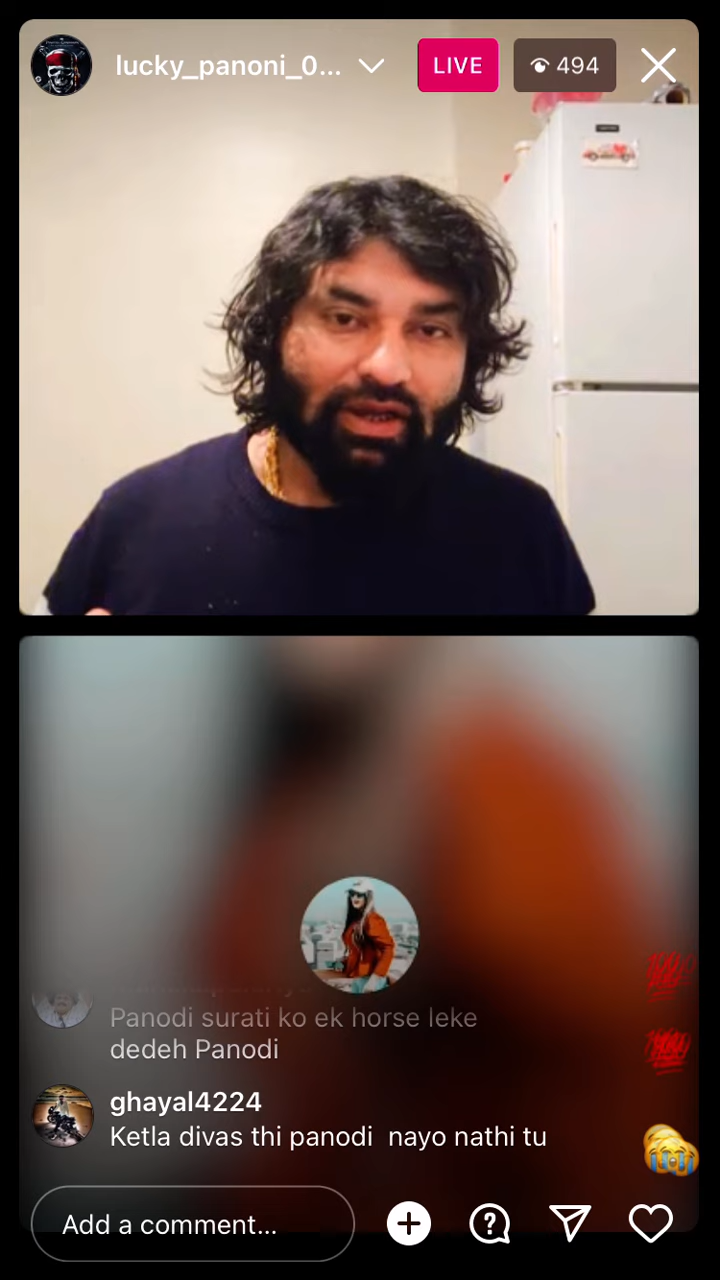 lucky_panoni_0...
LIVE
494
Panodi surati ko ek horse leke
dedeh Panodi
ghayal4224
Ketla divas thi panodi nayo nathi tu
Add a comment...